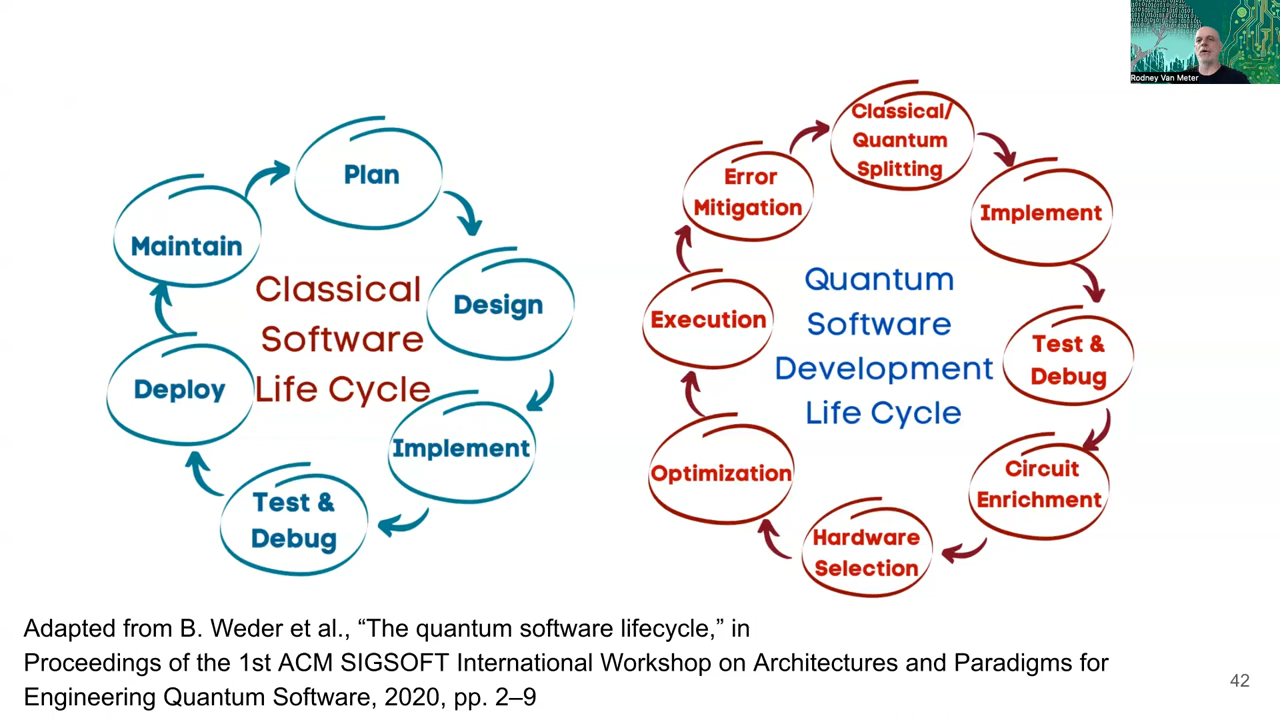 Rodney Van Meter
Plan
Design
Implement
Test &
Debug
Deploy
Maintain
Classical
Software
Life Cycle
Classical/
Quantum
Splitting
Implement
Test &
Debug
Circuit
Enrichment
Hardware
Selection
Optimization
Execution
Error
Mitigation
Quantum
Software
Development
Life Cycle
Adapted from B. Weder et al., “The quantum software lifecycle,” in
Proceedings of the 1st ACM SIGSOFT International Workshop on Architectures and Paradigms for
Engineering Quantum Software, 2020, pp. 2–9
42